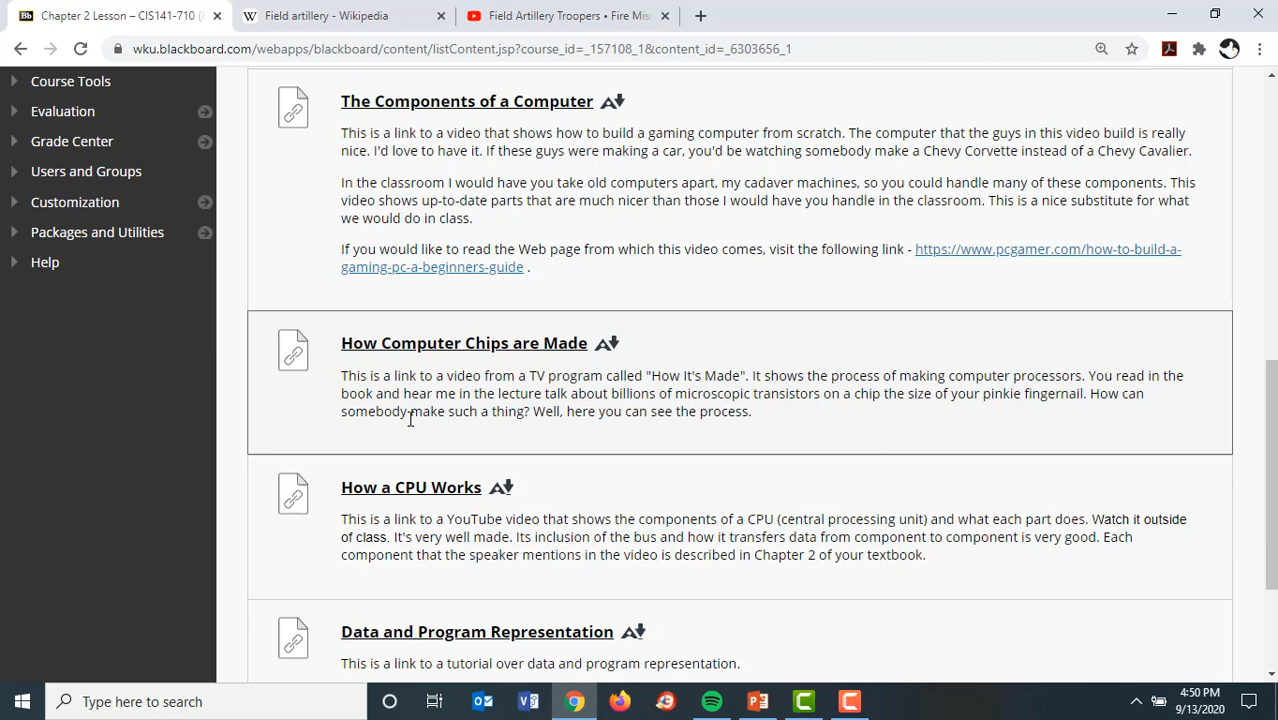 Chapter 2 Lesson – CIS141-710 (
Field artillery - Wikipedia
Field Artillery Troopers • Fire Mis
wku.blackboard.com/webapps/blackboard/content/listContent.jsp?course_id=_157108_1&content_id=_6303656_1
Course Tools
Evaluation
Grade Center
Users and Groups
Customization
Packages and Utilities
Help
The Components of a Computer
This is a link to a video that shows how to build a gaming computer from scratch. The computer that the guys in this video build is really
nice. I'd love to have it. If these guys were making a car, you'd be watching somebody make a Chevy Corvette instead of a Chevy Cavalier.
In the classroom I would have you take old computers apart, my cadaver machines, so you could handle many of these components. This
video shows up-to-date parts that are much nicer than those I would have you handle in the classroom. This is a nice substitute for what
we would do in class.
If you would like to read the Web page from which this video comes, visit the following link - https://www.pcgamer.com/how-to-build-a-
gaming-pc-a-beginners-guide .
How Computer Chips are Made
This is a link to a video from a TV program called "How It's Made". It shows the process of making computer processors. You read in the
book and hear me in the lecture talk about billions of microscopic transistors on a chip the size of your pinkie fingernail. How can
somebody make such a thing? Well, here you can see the process.
How a CPU Works
This is a link to a YouTube video that shows the components of a CPU (central processing unit) and what each part does. Watch it outside
of class. It's very well made. Its inclusion of the bus and how it transfers data from component to component is very good. Each
component that the speaker mentions in the video is described in Chapter 2 of your textbook.
Data and Program Representation
This is a link to a tutorial over data and program representation.
Type here to search
4:50 PM
9/13/2020